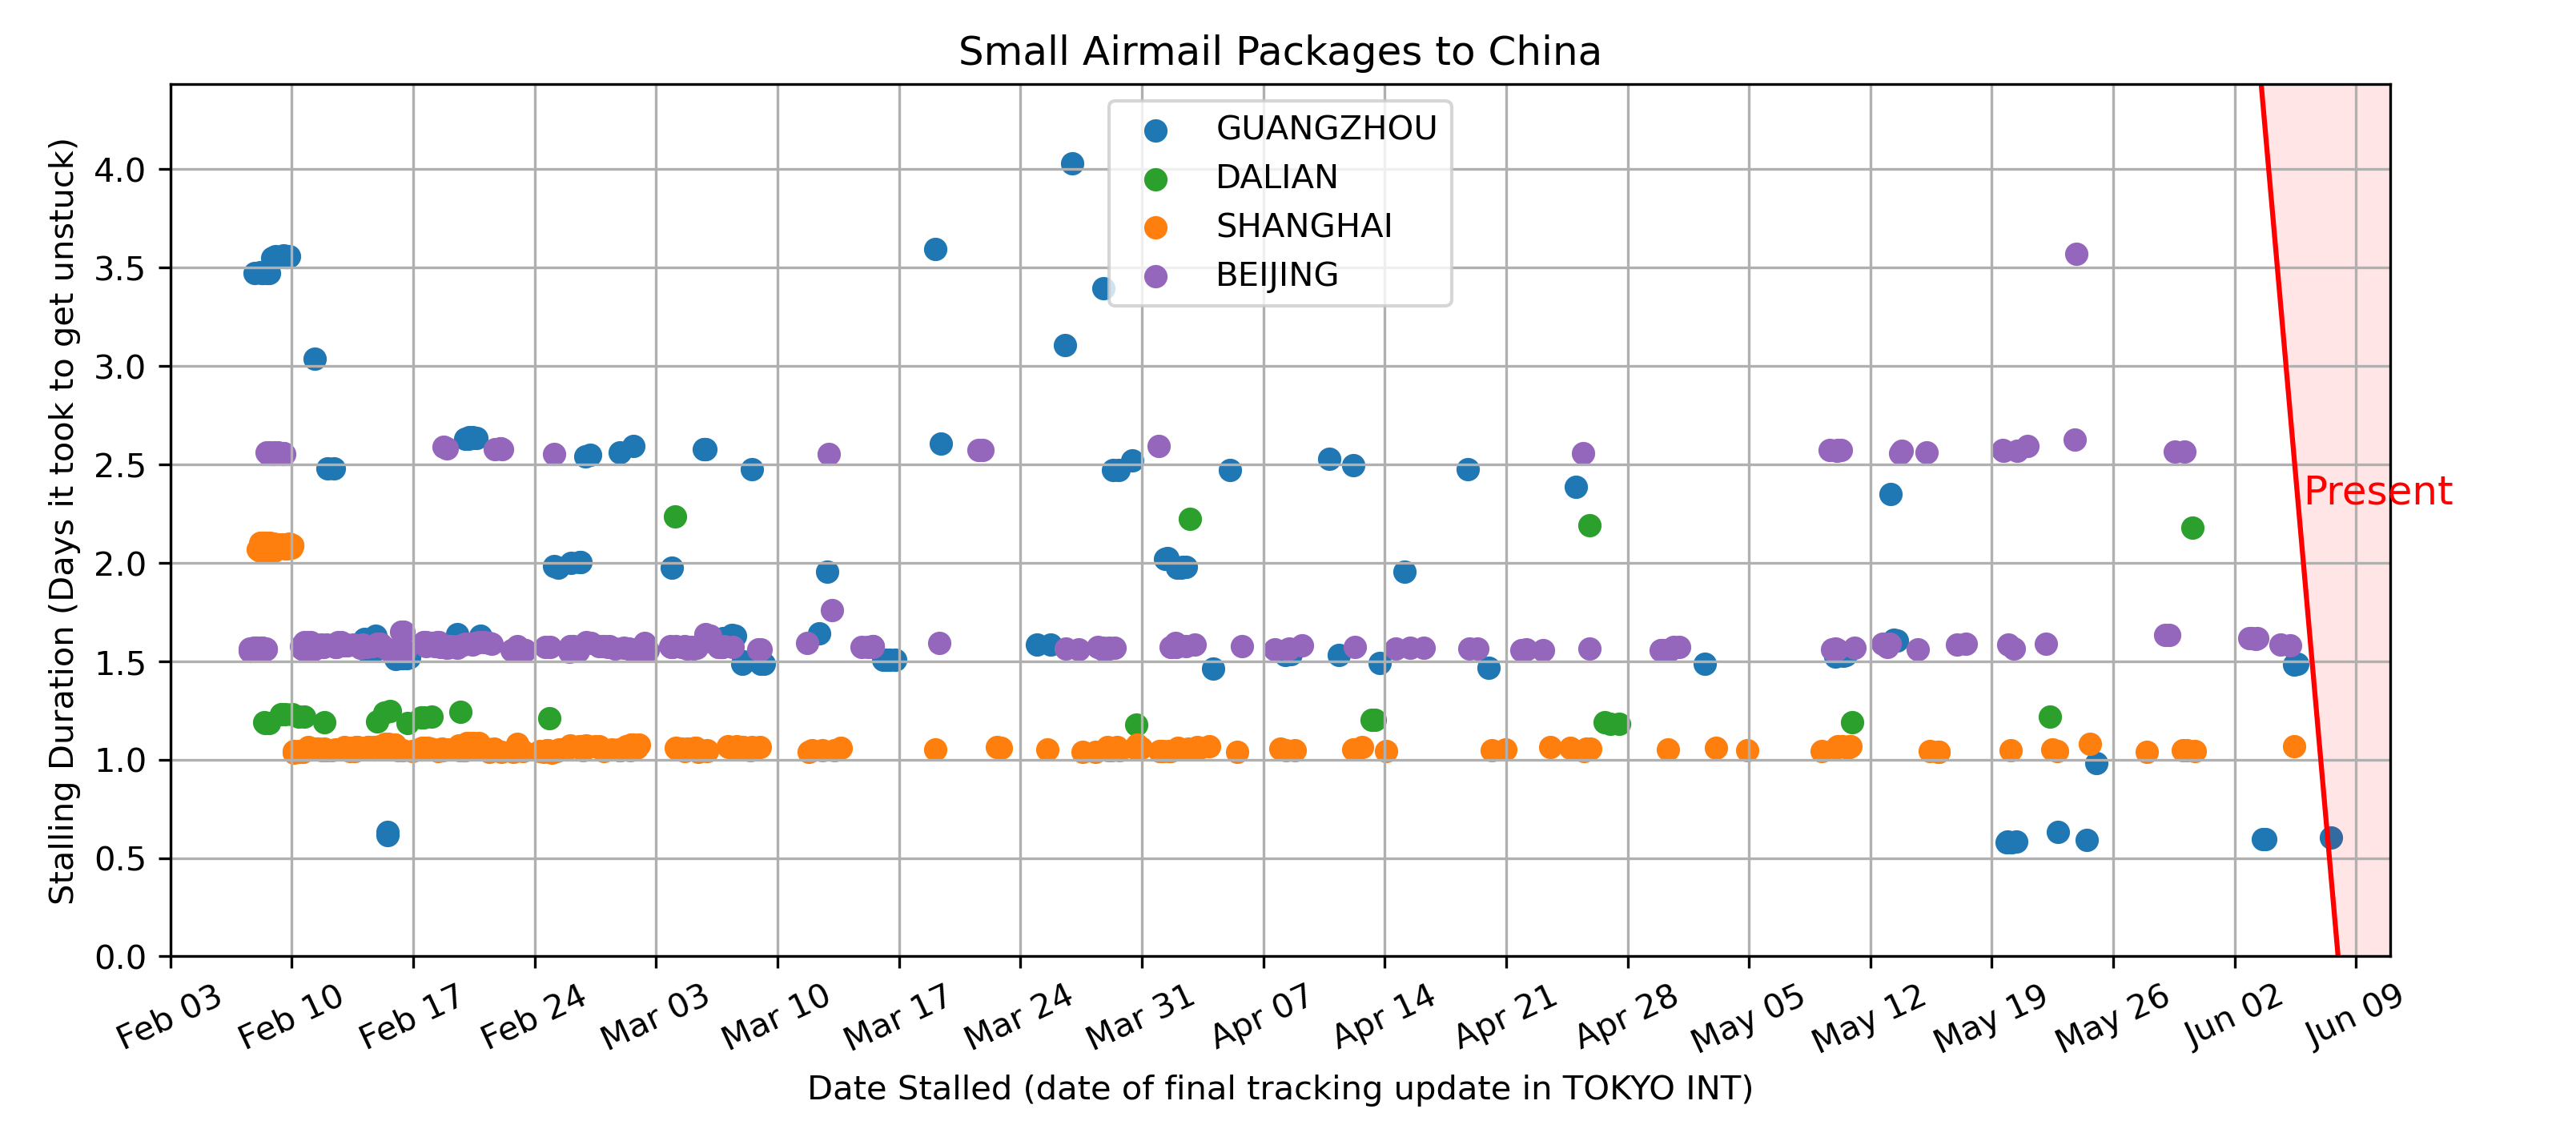 Small Airmail Packages to China
GUANGZHOU
DALIAN
SHANGHAI
BEIJING
Stalling Duration (Days it took to get unstuck)
4.0
3.5
3.0
2.5
2.0
1.5
1.0
0.5
0.0
Present
Feb 03
Feb 10
Feb 17
Feb 24
Mar 03
Mar 10
Mar 17
Mar 24
Mar 31
Apr 07
Apr 14
Apr 21
Apr 28
May 05
May 12
May 19
May 26
Jun 02
Jun 09
Date Stalled (date of final tracking update in TOKYO INT)